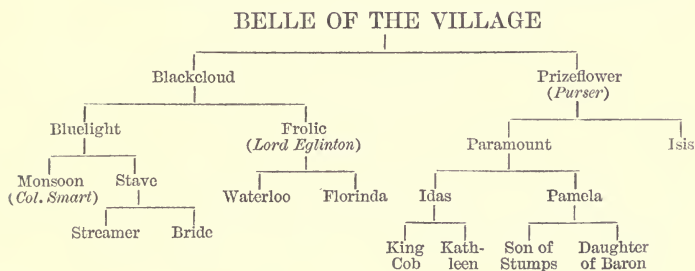 BELLE OF THE VILLAGE
Blackcloud Prizeflower
(Purser)
Bluelight Frolic Paramount Isis
(Lord Eglinton)
Monsoon Stave Waterloo Florinda Idas Pamela
(Col. Smart)
Streamer Bride King Kath- Son of Daughter
Cob leen Stumps of Baron